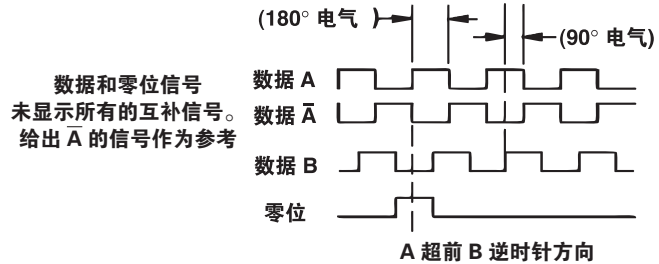 (180° 电气 )
(90° 电气)
数据和零位信号
未显示所有的互补信号。
给出 A̅ 的信号作为参考
数据 A
数据 A̅
数据 B
零位
A 超前 B 逆时针方向